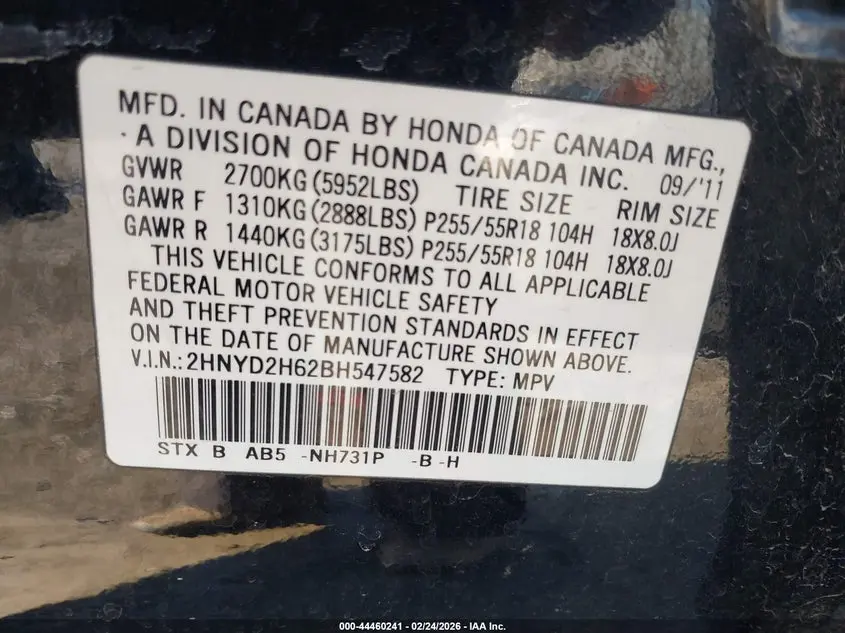 MFD. IN CANADA BY HONDA OF CANADA MFG.,
· A DIVISION OF HONDA CANADA INC. 09/'11
GVWR 2700KG (5952LBS) TIRE SIZE RIM SIZE
GAWR F 1310KG (2888LBS) P255/55R18 104H 18X8.0J
GAWR R 1440KG (3175LBS) P255/55R18 104H 18X8.0J
THIS VEHICLE CONFORMS TO ALL APPLICABLE
FEDERAL MOTOR VEHICLE SAFETY
AND THEFT PREVENTION STANDARDS IN EFFECT
ON THE DATE OF MANUFACTURE SHOWN ABOVE.
V.I.N.: 2HNYD2H62BH547582 TYPE: MPV
STX B AB5 -NH731P -B -H
000-44460241 - 02/24/2026 - IAA Inc.